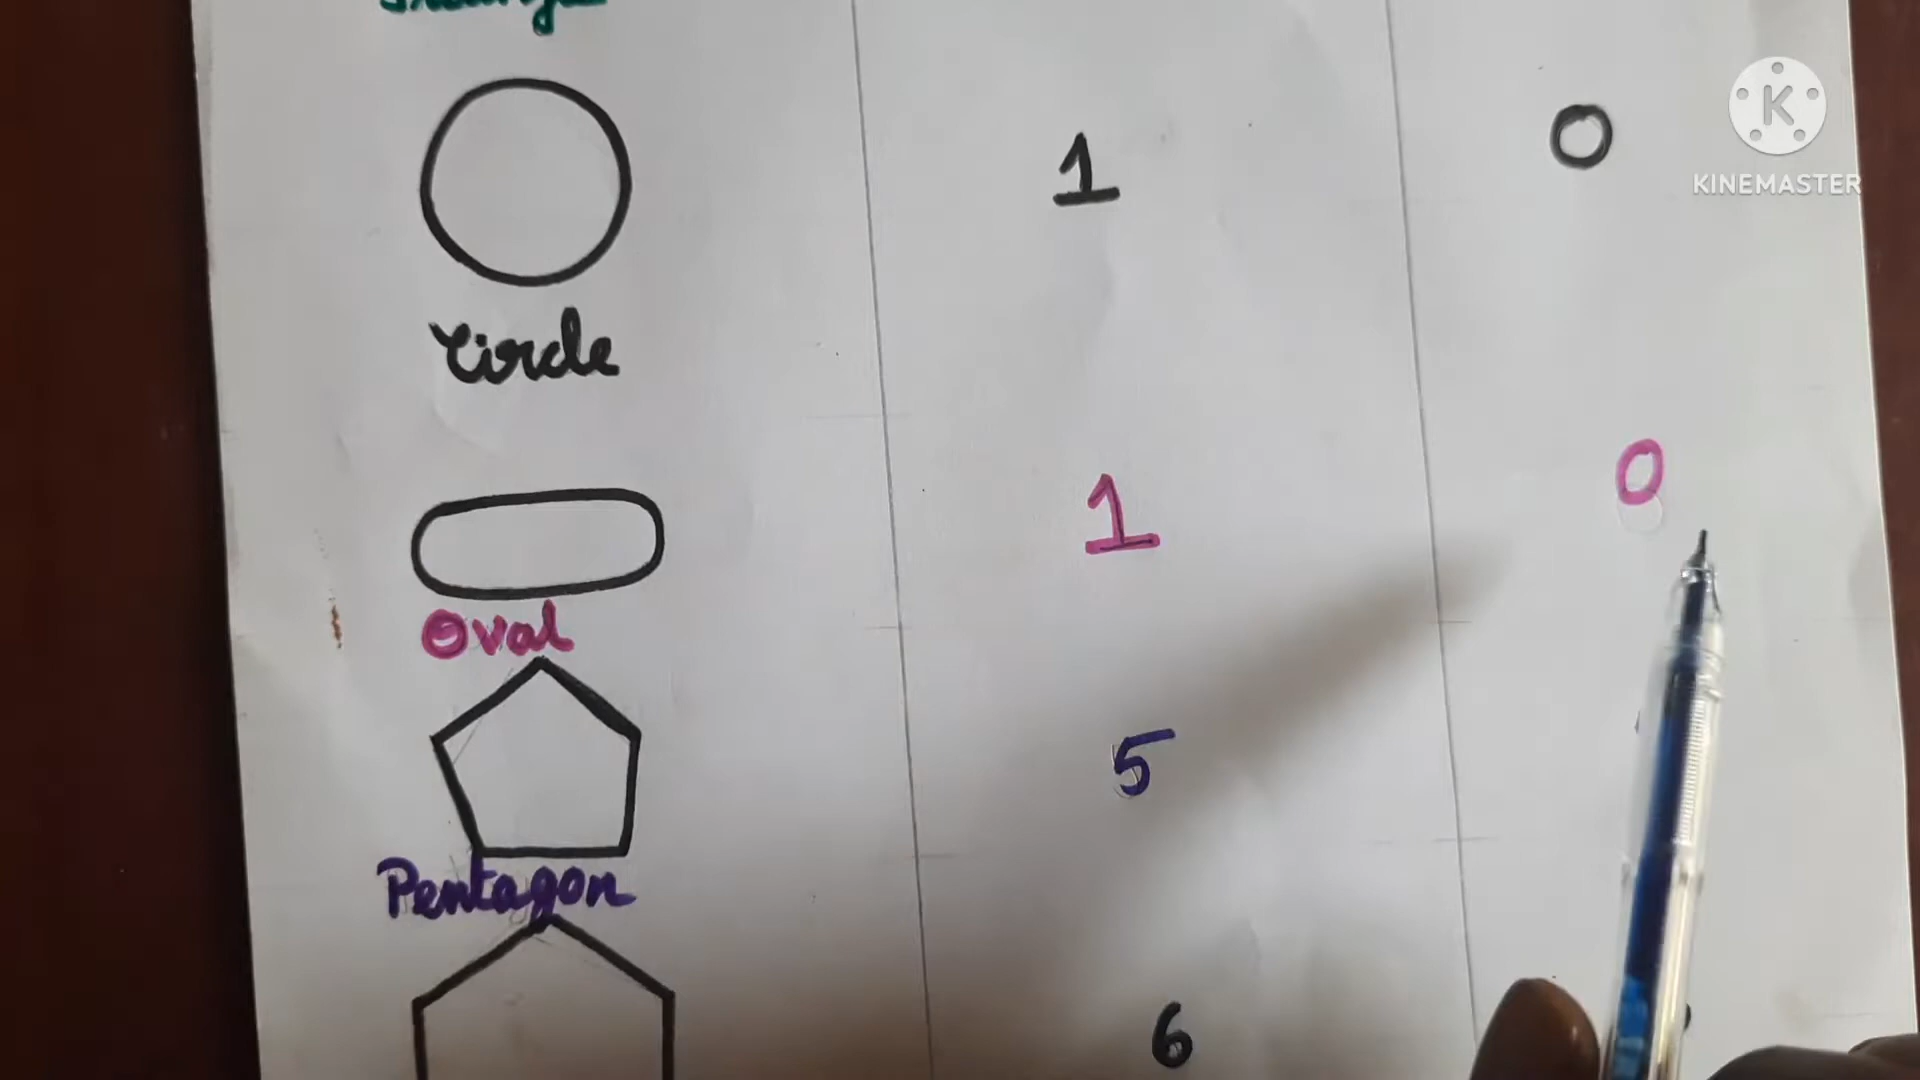 1 0
KINEMASTER
Circle
1 0
Oval
5
Pentagon
6